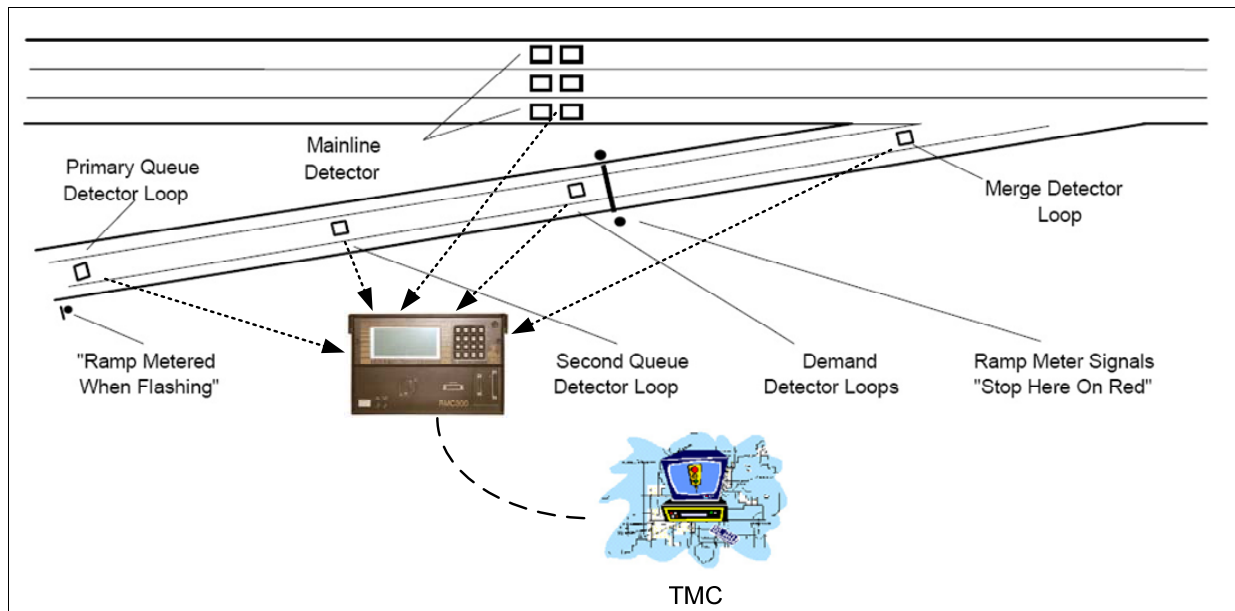 Mainline
Detector
Primary Queue
Detector Loop
Merge Detector
Loop
"Ramp Metered
When Flashing"
RMC300
Second Queue
Detector Loop
Demand
Detector Loops
Ramp Meter Signals
"Stop Here On Red"
TMC